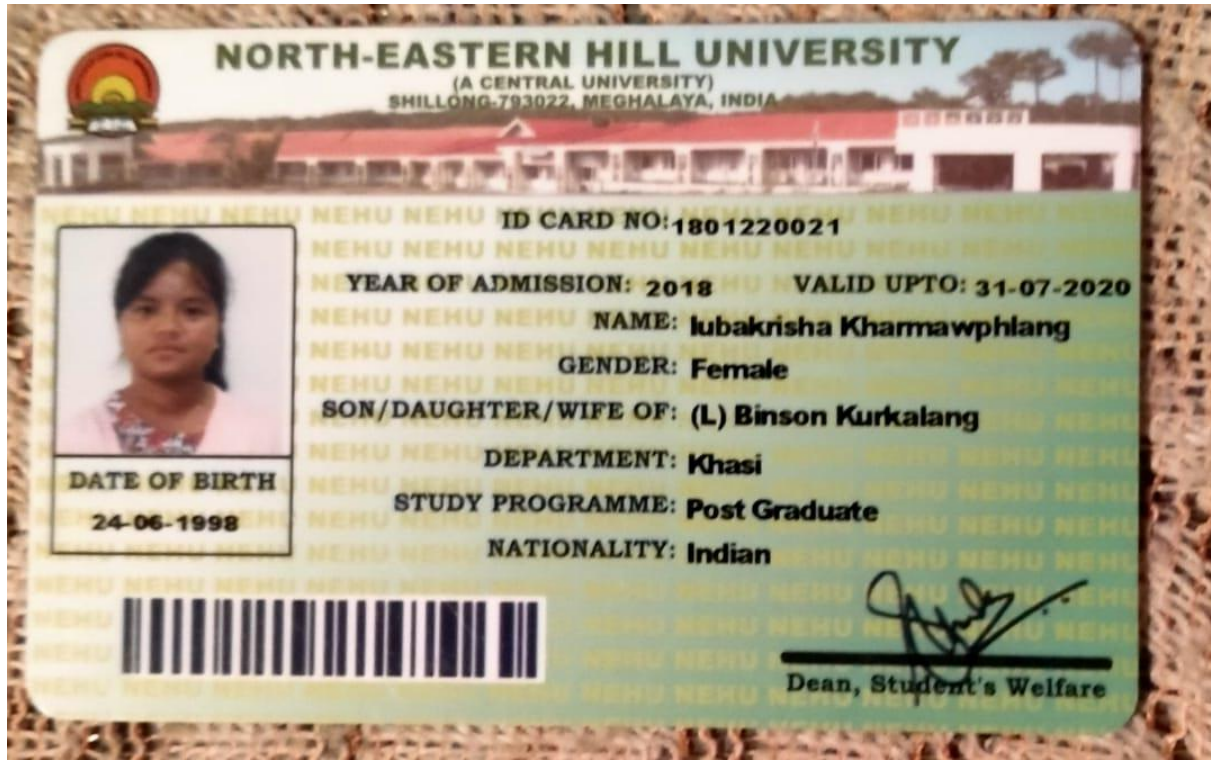 NORTH-EASTERN HILL UNIVERSITY
(A CENTRAL UNIVERSITY)
SHILLONG-793022, MEGHALAYA, INDIA
ID CARD NO: 1801220021
YEAR OF ADMISSION: 2018 VALID UPTO: 31-07-2020
NAME: Iubakrisha Kharmawphlang
GENDER: Female
SON/DAUGHTER/WIFE OF: (L) Binson Kurkalang
DEPARTMENT: Khasi
STUDY PROGRAMME: Post Graduate
NATIONALITY: Indian
DATE OF BIRTH
24-06-1998
Dean, Student's Welfare